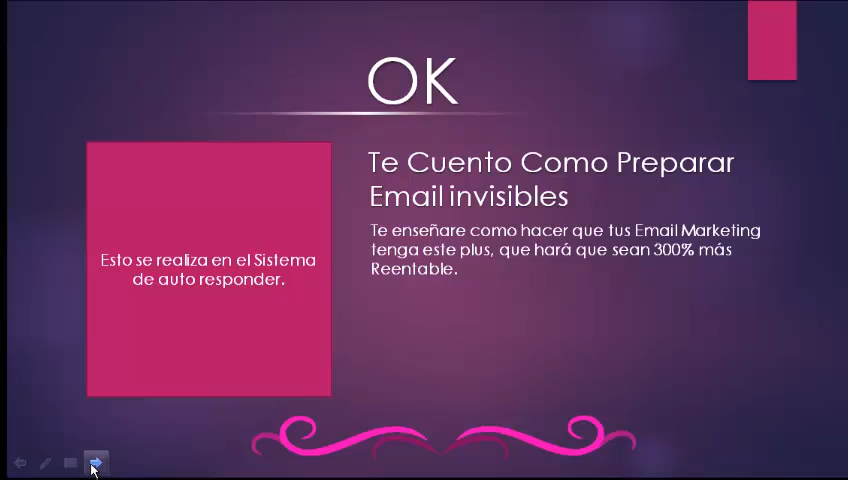 OK
Te Cuento Como Preparar
Email invisibles
Te enseñare como hacer que tus Email Marketing
tenga este plus, que hará que sean 300% más
Reentable.
Esto se realiza en el Sistema
de auto responder.